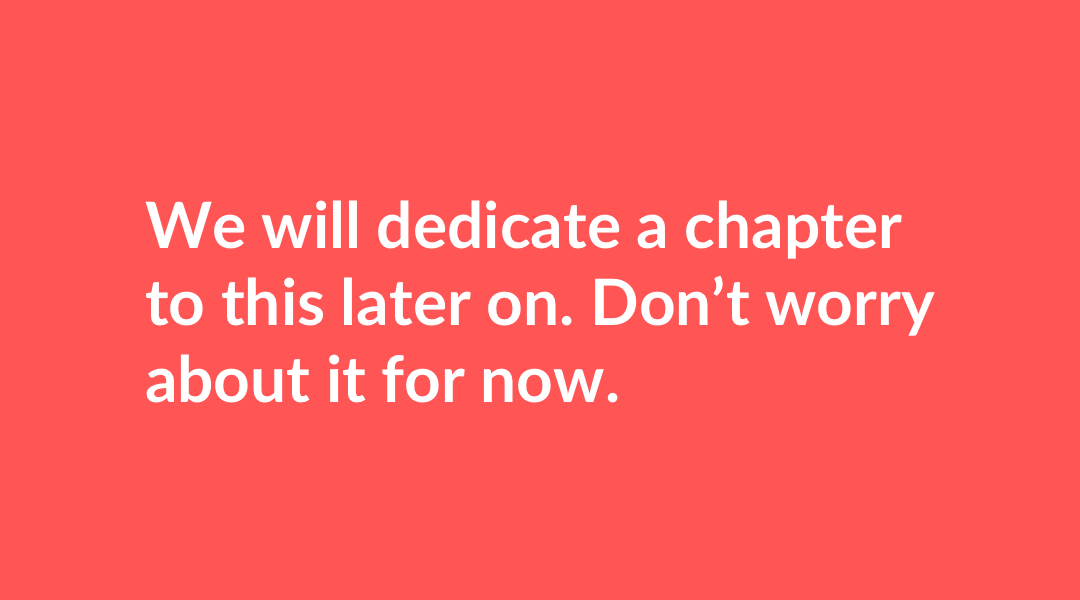 We will dedicate a chapter
to this later on. Don’t worry
about it for now.